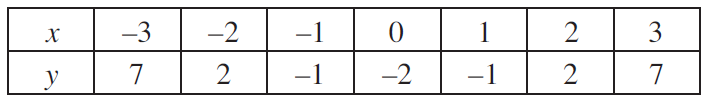 x –3 –2 –1 0 1 2 3
y 7 2 –1 –2 –1 2 7